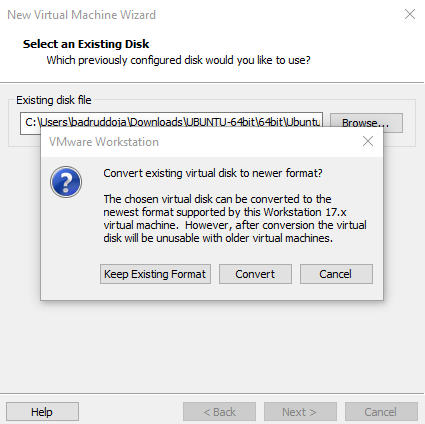 New Virtual Machine Wizard
Select an Existing Disk
Which previously configured disk would you like to use?
Existing disk file
C:\Users\badruddoja\Downloads\UBUNTU-64bit\64bit\Ubuntu
Browse...
VMware Workstation
Convert existing virtual disk to newer format?
The chosen virtual disk can be converted to the
newest format supported by this Workstation 17.x
virtual machine. However, after conversion the virtual
disk will be unusable with older virtual machines.
Keep Existing Format
Convert
Cancel
Help
< Back
Next >
Cancel